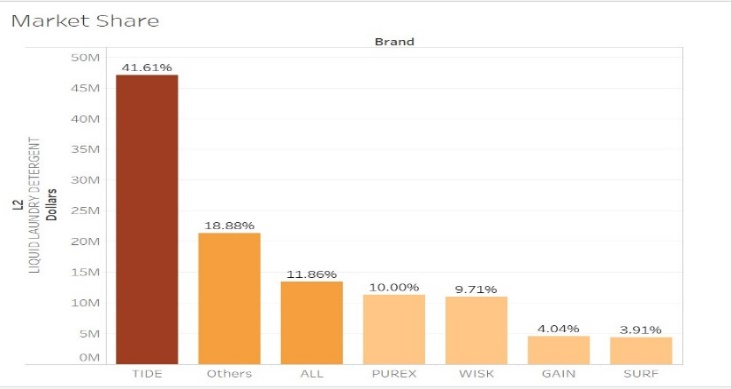 Market Share
Brand
L2
LIQUID LAUNDRY DETERGENT
Dollars
50M
45M
40M
35M
30M
25M
20M
15M
10M
5M
0M
41.61%
18.88%
11.86%
10.00%
9.71%
4.04%
3.91%
TIDE
Others
ALL
PUREX
WISK
GAIN
SURF